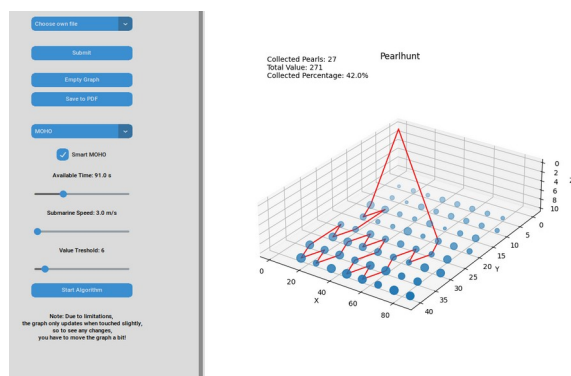 Choose own file
Submit
Empty Graph
Save to PDF
MOHO
Smart MOHO
Available Time: 91.0 s
Submarine Speed: 3.0 m/s
Value Treshold: 6
Start Algorithm
Note: Due to limitations,
the graph only updates when touched slightly,
so to see any changes,
you have to move the graph a bit!
Pearlhunt
Collected Pearls: 27
Total Value: 271
Collected Percentage: 42.0%
0
2
4
6
8
10
0
5
10
15
20
25
30
35
40
Y
0
20
40
60
80
X